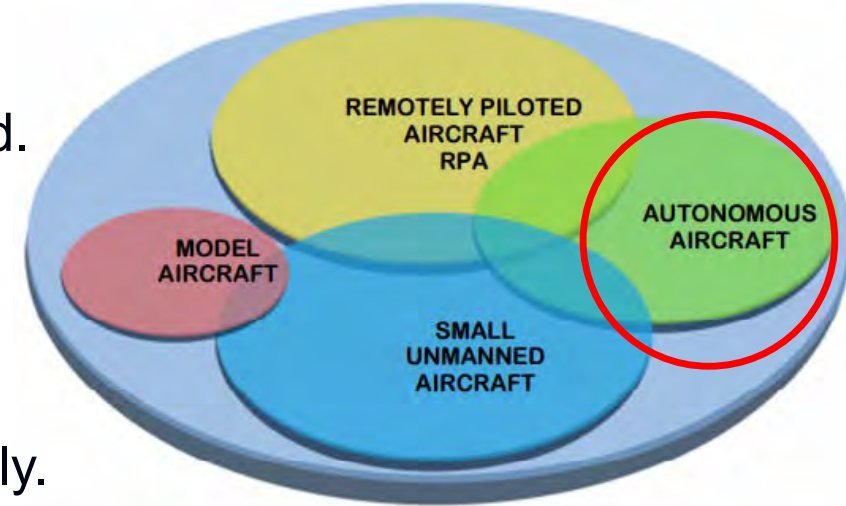 REMOTELY PILOTED
AIRCRAFT
RPA
d.
AUTONOMOUS
AIRCRAFT
MODEL
AIRCRAFT
SMALL
UNMANNED
AIRCRAFT
ly.